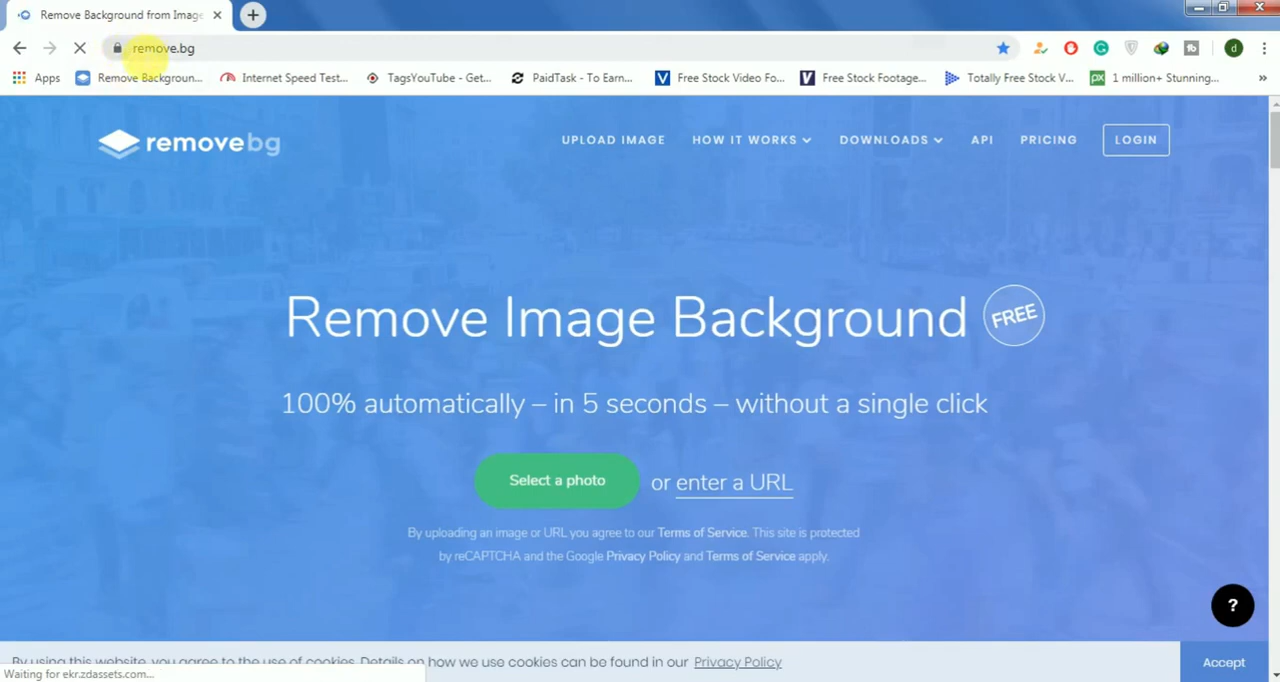 Remove Background from Image
remove.bg
d
Apps
Remove Backgroun...
Internet Speed Test...
TagsYouTube - Get...
PaidTask - To Earn...
Free Stock Video Fo...
Free Stock Footage...
Totally Free Stock V...
px
1 million+ Stunning...
»
removebg
UPLOAD IMAGE
HOW IT WORKS
DOWNLOADS
API
PRICING
LOGIN
Remove Image Background
FREE
100% automatically – in 5 seconds – without a single click
Select a photo
or enter a URL
By uploading an image or URL you agree to our Terms of Service. This site is protected
by reCAPTCHA and the Google Privacy Policy and Terms of Service apply.
?
By using this website, you agree to the use of cookies. Details on how we use cookies can be found in our Privacy Policy
Accept
Waiting for ekr.zdassets.com...